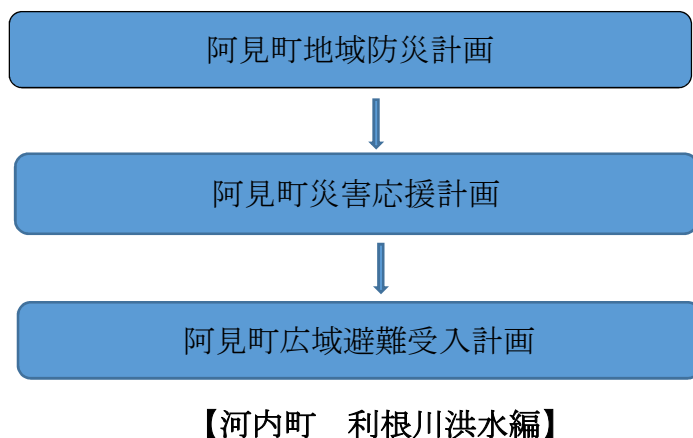 阿見町地域防災計画
阿見町災害応援計画
阿見町広域避難受入計画
【河内町　利根川洪水編】